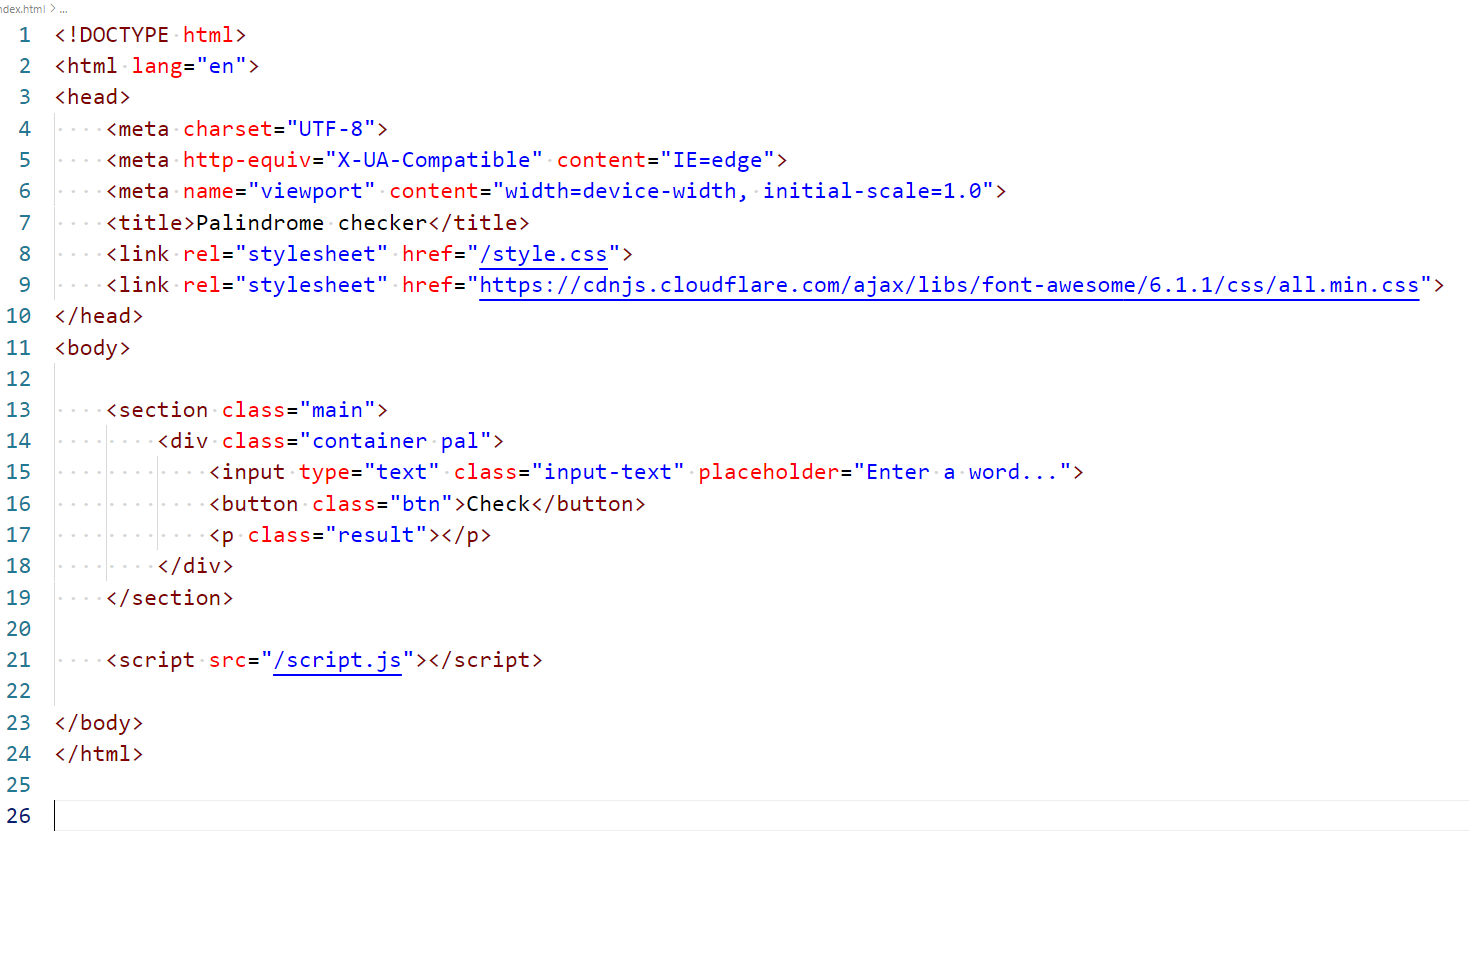 ndex.html > ...
1 <!DOCTYPE html>
2 <html lang="en">
3 <head>
4     <meta charset="UTF-8">
5     <meta http-equiv="X-UA-Compatible" content="IE=edge">
6     <meta name="viewport" content="width=device-width, initial-scale=1.0">
7     <title>Palindrome checker</title>
8     <link rel="stylesheet" href="/style.css">
9     <link rel="stylesheet" href="https://cdnjs.cloudflare.com/ajax/libs/font-awesome/6.1.1/css/all.min.css">
10 </head>
11 <body>
12
13     <section class="main">
14         <div class="container pal">
15             <input type="text" class="input-text" placeholder="Enter a word...">
16             <button class="btn">Check</button>
17             <p class="result"></p>
18         </div>
19     </section>
20
21     <script src="/script.js"></script>
22
23 </body>
24 </html>
25
26